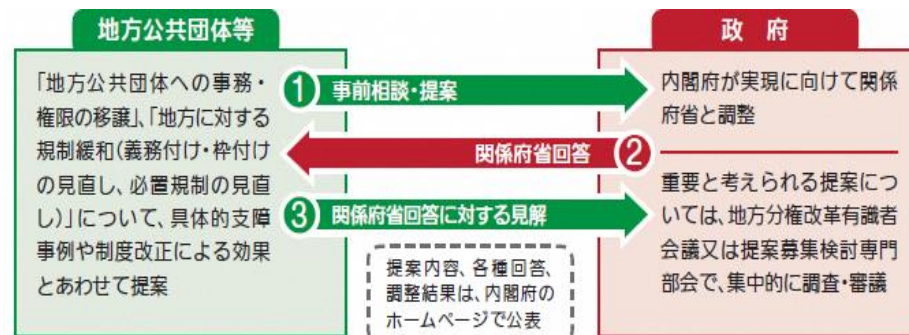 地方公共団体等
「地方公共団体への事務・
権限の移譲」、「地方に対する
規制緩和(義務付け・枠付け
の見直し、必置規制の見直
し)」について、具体的支障
事例や制度改正による効果
とあわせて提案
① 事前相談・提案
関係府省回答 ②
③ 関係府省回答に対する見解
提案内容、各種回答、
調整結果は、内閣府の
ホームページで公表
政 府
内閣府が実現に向けて関係
府省と調整
重要と考えられる提案につ
いては、地方分権改革有識者
会議又は提案募集検討専門
部会で、集中的に調査・審議